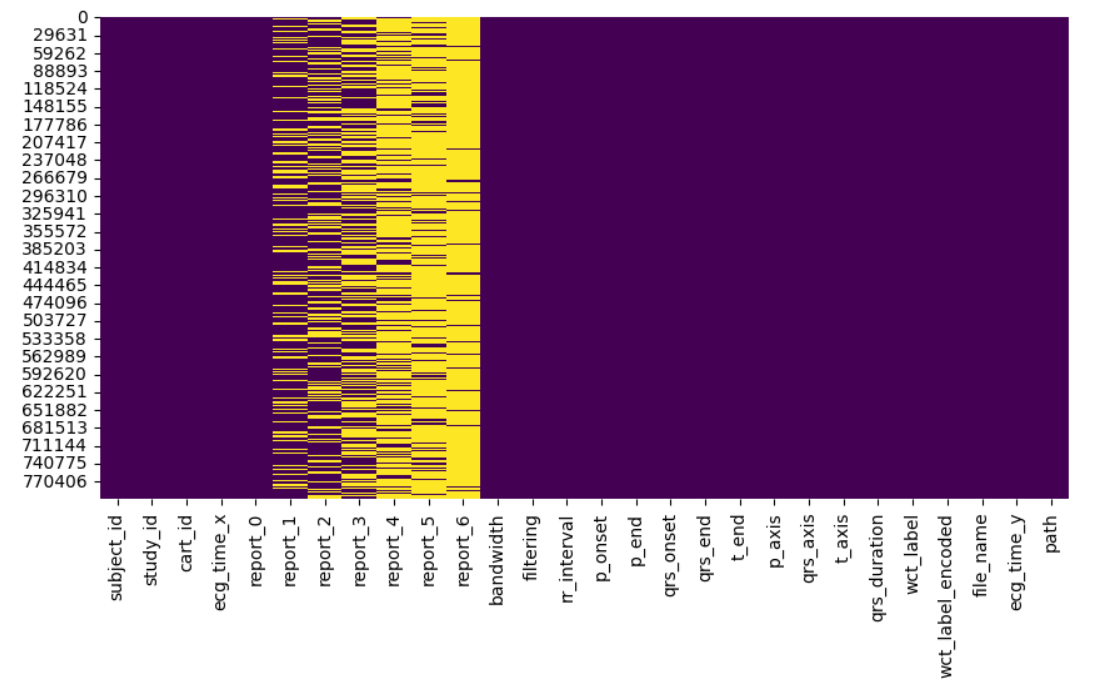 0
29631
59262
88893
118524
148155
177786
207417
237048
266679
296310
325941
355572
385203
414834
444465
474096
503727
533358
562989
592620
622251
651882
681513
711144
740775
770406
subject_id
study_id
cart_id
ecg_time_x
report_0
report_1
report_2
report_3
report_4
report_5
report_6
bandwidth
filtering
rr_interval
p_onset
p_end
qrs_onset
qrs_end
t_end
p_axis
qrs_axis
t_axis
qrs_duration
wct_label
wct_label_encoded
file_name
ecg_time_y
path